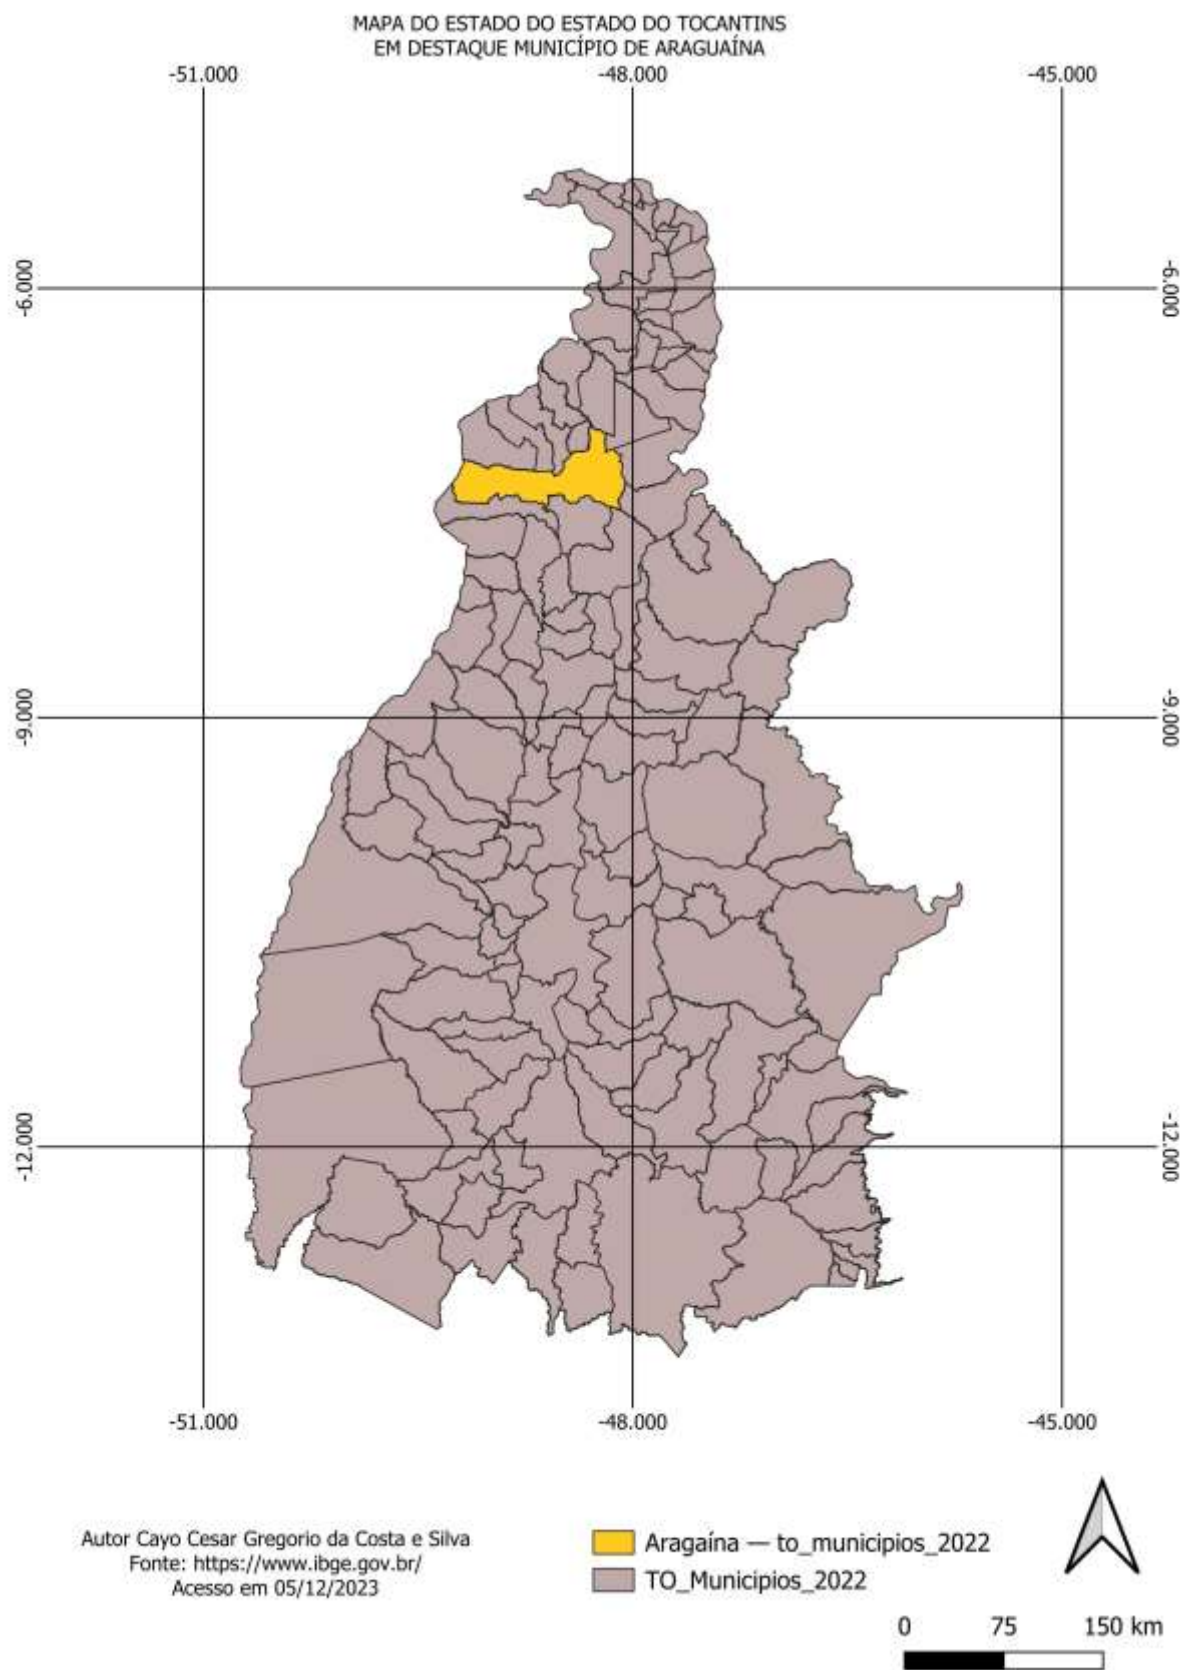 MAPA DO ESTADO DO ESTADO DO TOCANTINS
EM DESTAQUE MUNICÍPIO DE ARAGUAÍNA
-51.000
-48.000
-45.000
-6.000
-6.000
-9.000
-9.000
-12.000
-12.000
-51.000
-48.000
-45.000
Autor Cayo Cesar Gregorio da Costa e Silva
Fonte: https://www.ibge.gov.br/
Acesso em 05/12/2023
Aragaína — to_municipios_2022
TO_Municipios_2022
0 75 150 km